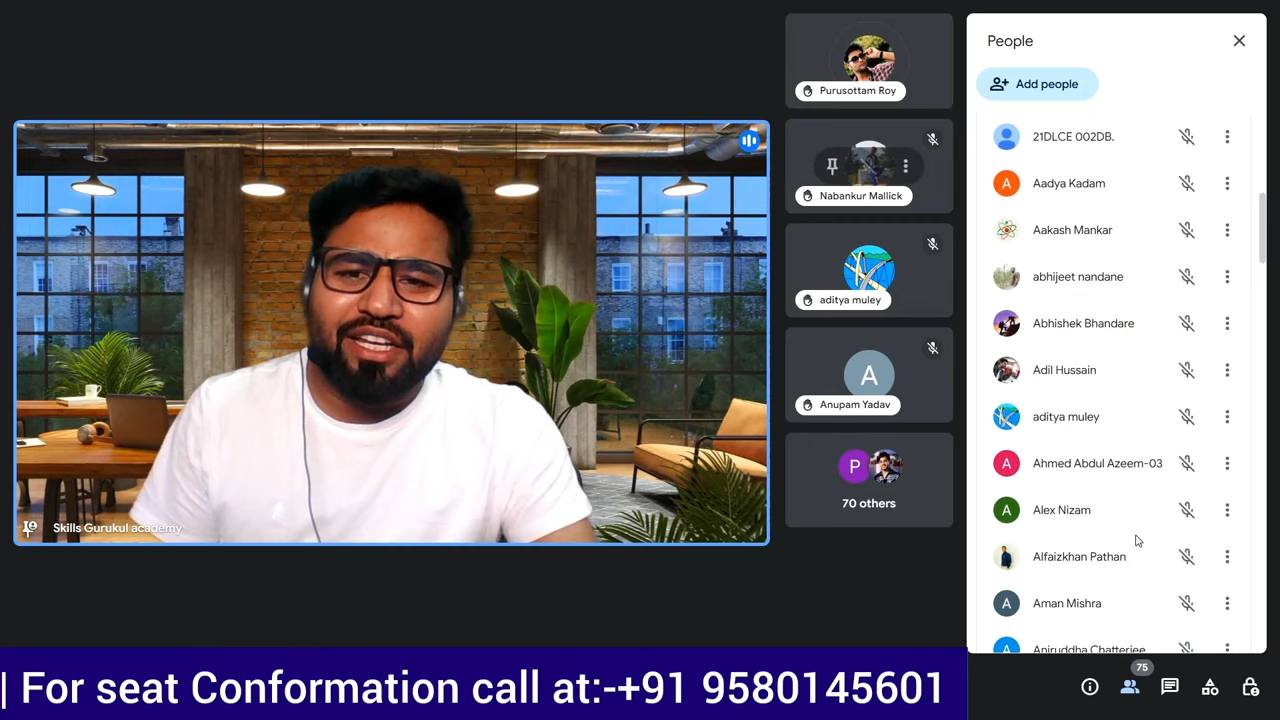 Purusottam Roy
Nabankur Mallick
aditya muley
A
Anupam Yadav
P
70 others
Skills Gurukul academy
People
Add people
21DLCE 002DB.
A
Aadya Kadam
Aakash Mankar
abhijeet nandane
Abhishek Bhandare
Adil Hussain
aditya muley
A
Ahmed Abdul Azeem-03
A
Alex Nizam
Alfaizkhan Pathan
A
Aman Mishra
A
Aniruddha Chatterjee
75
| For seat Conformation call at:-+91 9580145601